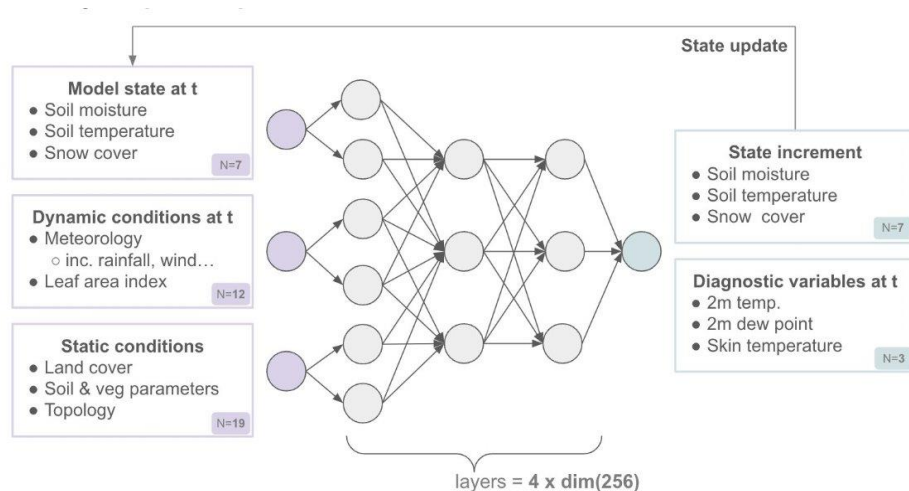 State update
Model state at t
● Soil moisture
● Soil temperature
● Snow cover
N=7
Dynamic conditions at t
● Meteorology
○ inc. rainfall, wind…
● Leaf area index
N=12
Static conditions
● Land cover
● Soil & veg parameters
● Topology
N=19
State increment
● Soil moisture
● Soil temperature
● Snow cover
N=7
Diagnostic variables at t
● 2m temp.
● 2m dew point
● Skin temperature
N=3
layers = 4 x dim(256)